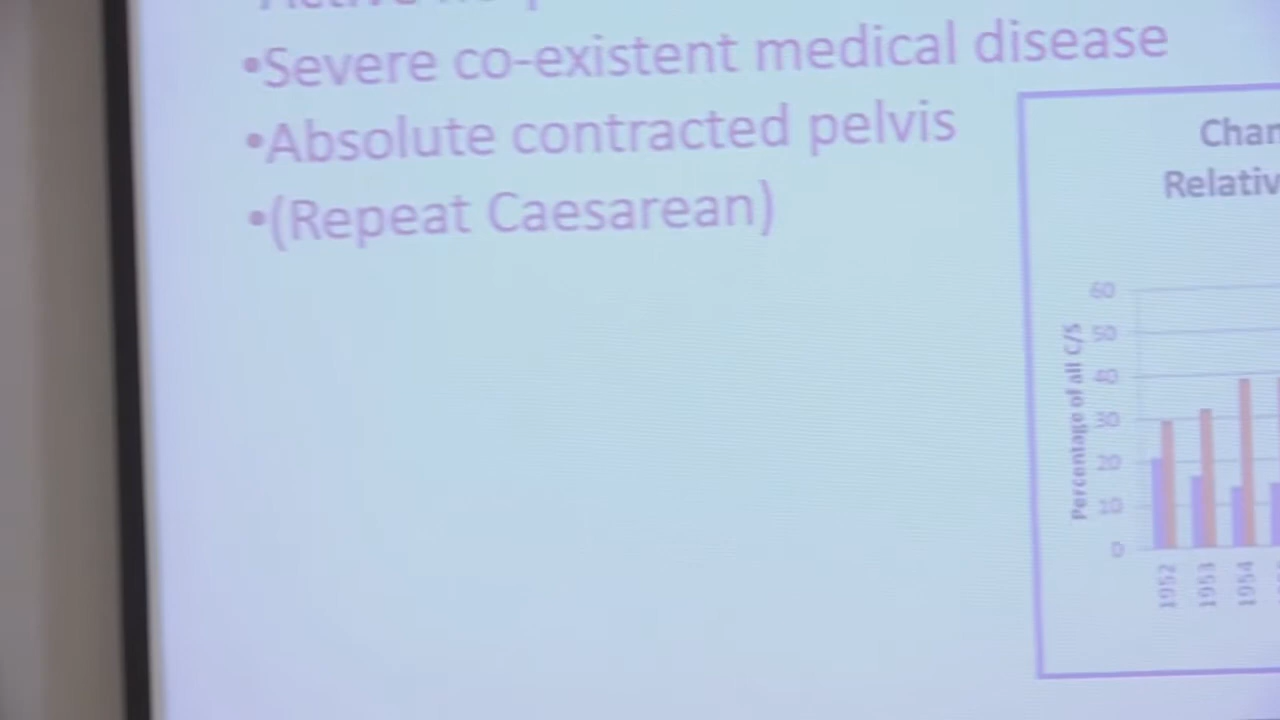 •Severe co-existent medical disease
•Absolute contracted pelvis
•(Repeat Caesarean)
Chan
Relativ
Percentage of all C/S
60
50
40
30
20
10
0
1952
1953
1954